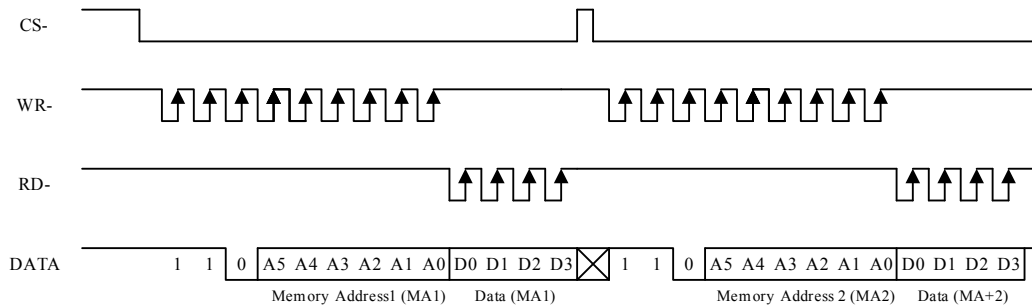 CS-
WR-
RD-
DATA 1 1 0 A5 A4 A3 A2 A1 A0 D0 D1 D2 D3 1 1 0 A5 A4 A3 A2 A1 A0 D0 D1 D2 D3
Memory Address1 (MA1) Data (MA1) Memory Address 2 (MA2) Data (MA+2)